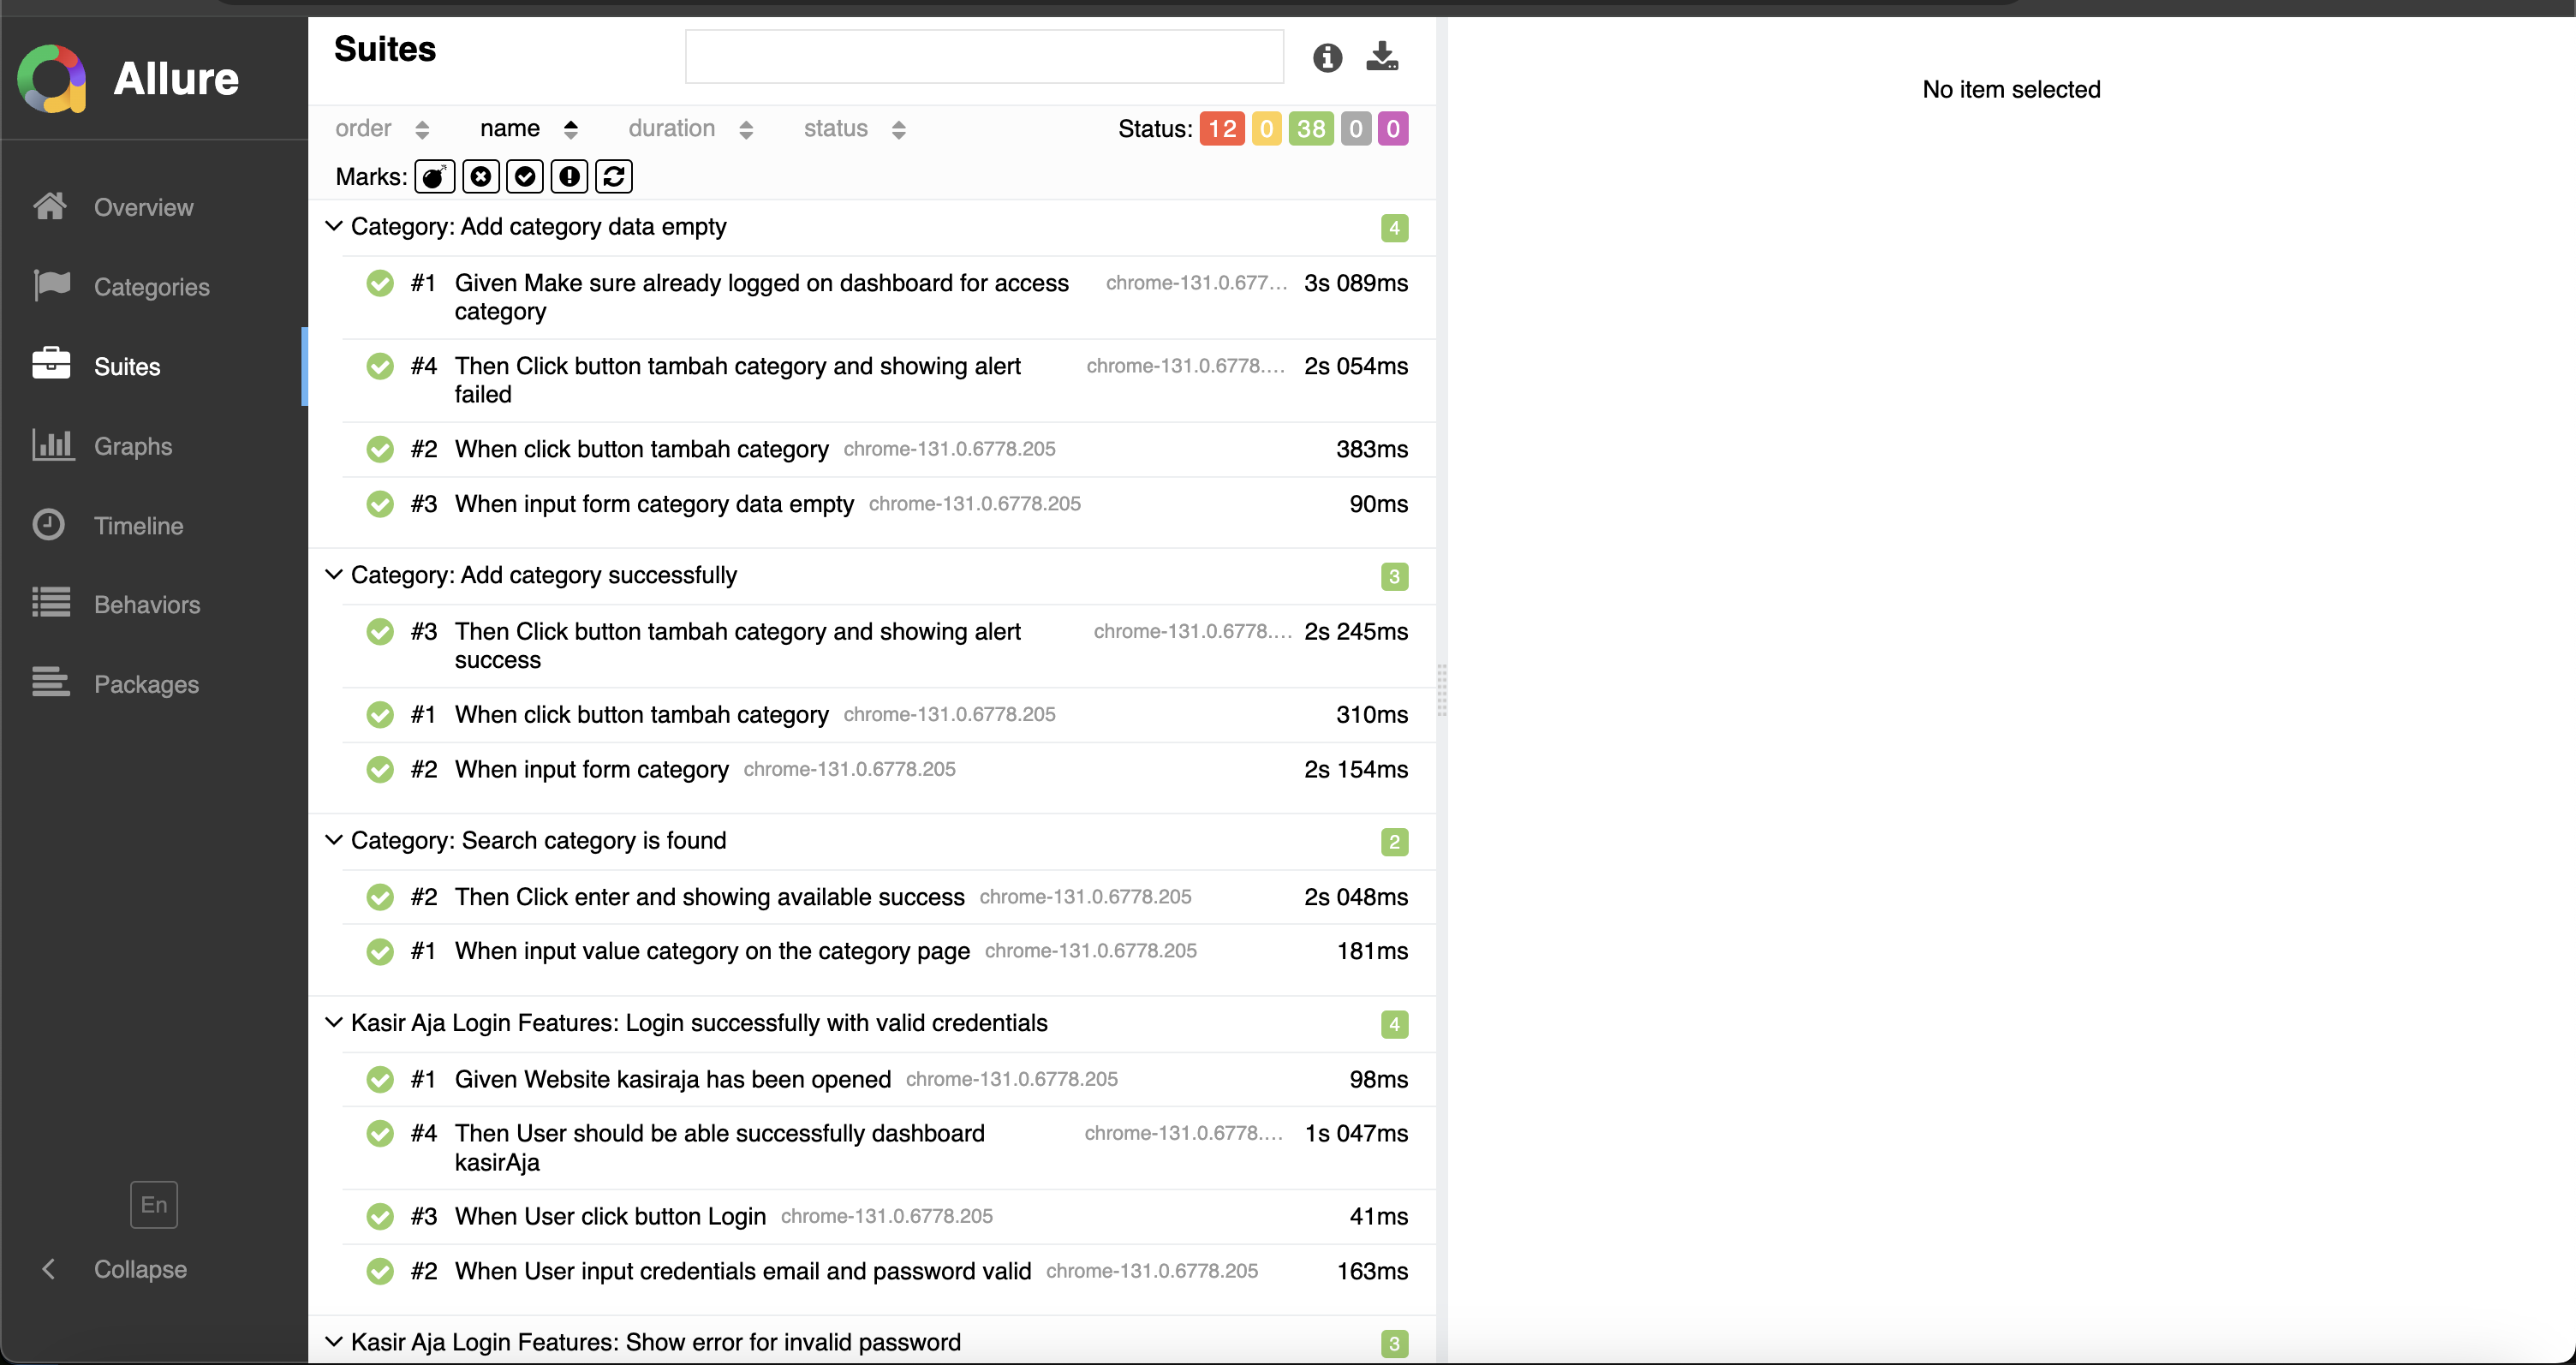 Allure
Overview
Categories
Suites
Graphs
Timeline
Behaviors
Packages
En
Collapse
Suites
order name duration status Status: 12 0 38 0 0
Marks:
Category: Add category data empty 4
#1 Given Make sure already logged on dashboard for access chrome-131.0.677... 3s 089ms
category
#4 Then Click button tambah category and showing alert chrome-131.0.6778.... 2s 054ms
failed
#2 When click button tambah category chrome-131.0.6778.205 383ms
#3 When input form category data empty chrome-131.0.6778.205 90ms
Category: Add category successfully 3
#3 Then Click button tambah category and showing alert chrome-131.0.6778.... 2s 245ms
success
#1 When click button tambah category chrome-131.0.6778.205 310ms
#2 When input form category chrome-131.0.6778.205 2s 154ms
Category: Search category is found 2
#2 Then Click enter and showing available success chrome-131.0.6778.205 2s 048ms
#1 When input value category on the category page chrome-131.0.6778.205 181ms
Kasir Aja Login Features: Login successfully with valid credentials 4
#1 Given Website kasiraja has been opened chrome-131.0.6778.205 98ms
#4 Then User should be able successfully dashboard chrome-131.0.6778.... 1s 047ms
kasirAja
#3 When User click button Login chrome-131.0.6778.205 41ms
#2 When User input credentials email and password valid chrome-131.0.6778.205 163ms
Kasir Aja Login Features: Show error for invalid password 3
No item selected